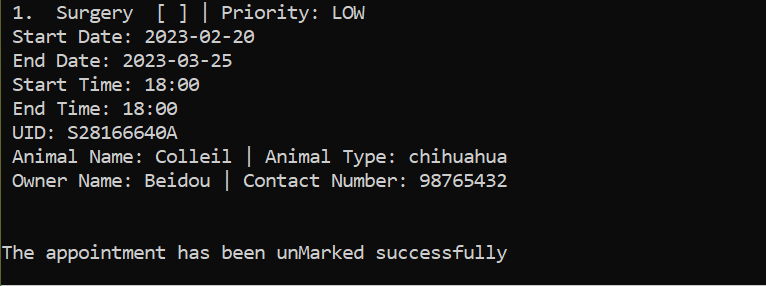 1.  Surgery  [ ] | Priority: LOW
Start Date: 2023-02-20
End Date: 2023-03-25
Start Time: 18:00
End Time: 18:00
UID: S28166640A
Animal Name: Colleil | Animal Type: chihuahua
Owner Name: Beidou | Contact Number: 98765432
The appointment has been unMarked successfully